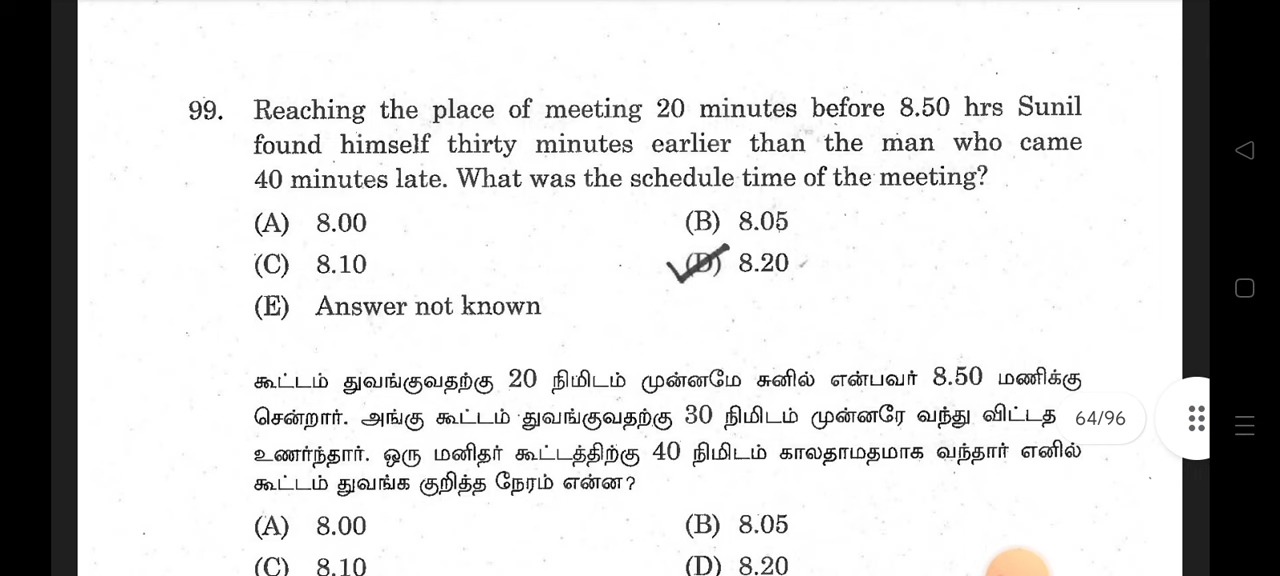 99. Reaching the place of meeting 20 minutes before 8.50 hrs Sunil
found himself thirty minutes earlier than the man who came
40 minutes late. What was the schedule time of the meeting?
(A) 8.00 (B) 8.05
(C) 8.10 (D) 8.20
(E) Answer not known
கூட்டம் துவங்குவதற்கு 20 நிமிடம் முன்னமே சுனில் என்பவர் 8.50 மணிக்கு
சென்றார். அங்கு கூட்டம் துவங்குவதற்கு 30 நிமிடம் முன்னரே வந்து விட்டத 64/96
உணர்ந்தார். ஒரு மனிதர் கூட்டத்திற்கு 40 நிமிடம் காலதாமதமாக வந்தார் எனில்
கூட்டம் துவங்க குறித்த நேரம் என்ன?
(A) 8.00 (B) 8.05
(C) 8.10 (D) 8.20